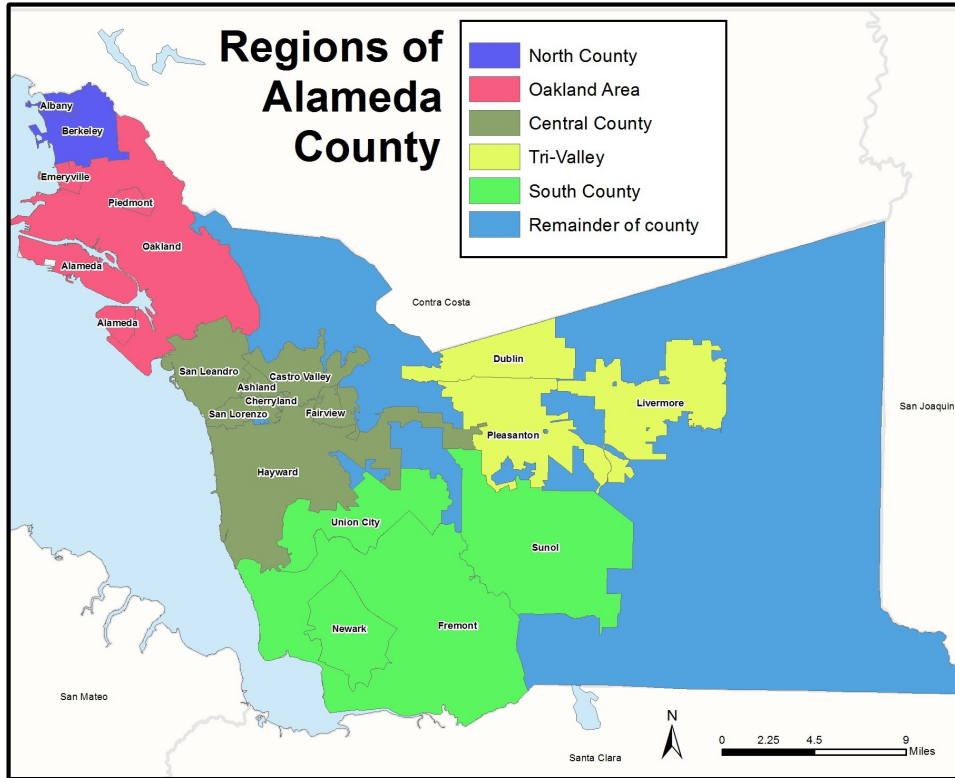 Regions of
Alameda
County
North County
Oakland Area
Central County
Tri-Valley
South County
Remainder of county
Albany
Berkeley
Emeryville
Piedmont
Oakland
Alameda
Contra Costa
Alameda
San Leandro
Castro Valley
Ashland
Cherryland
San Lorenzo
Fairview
Dublin
Livermore
San Joaquin
Pleasanton
Hayward
Union City
Sunol
Newark
Fremont
San Mateo
Santa Clara
N
0 2.25 4.5 9
Miles